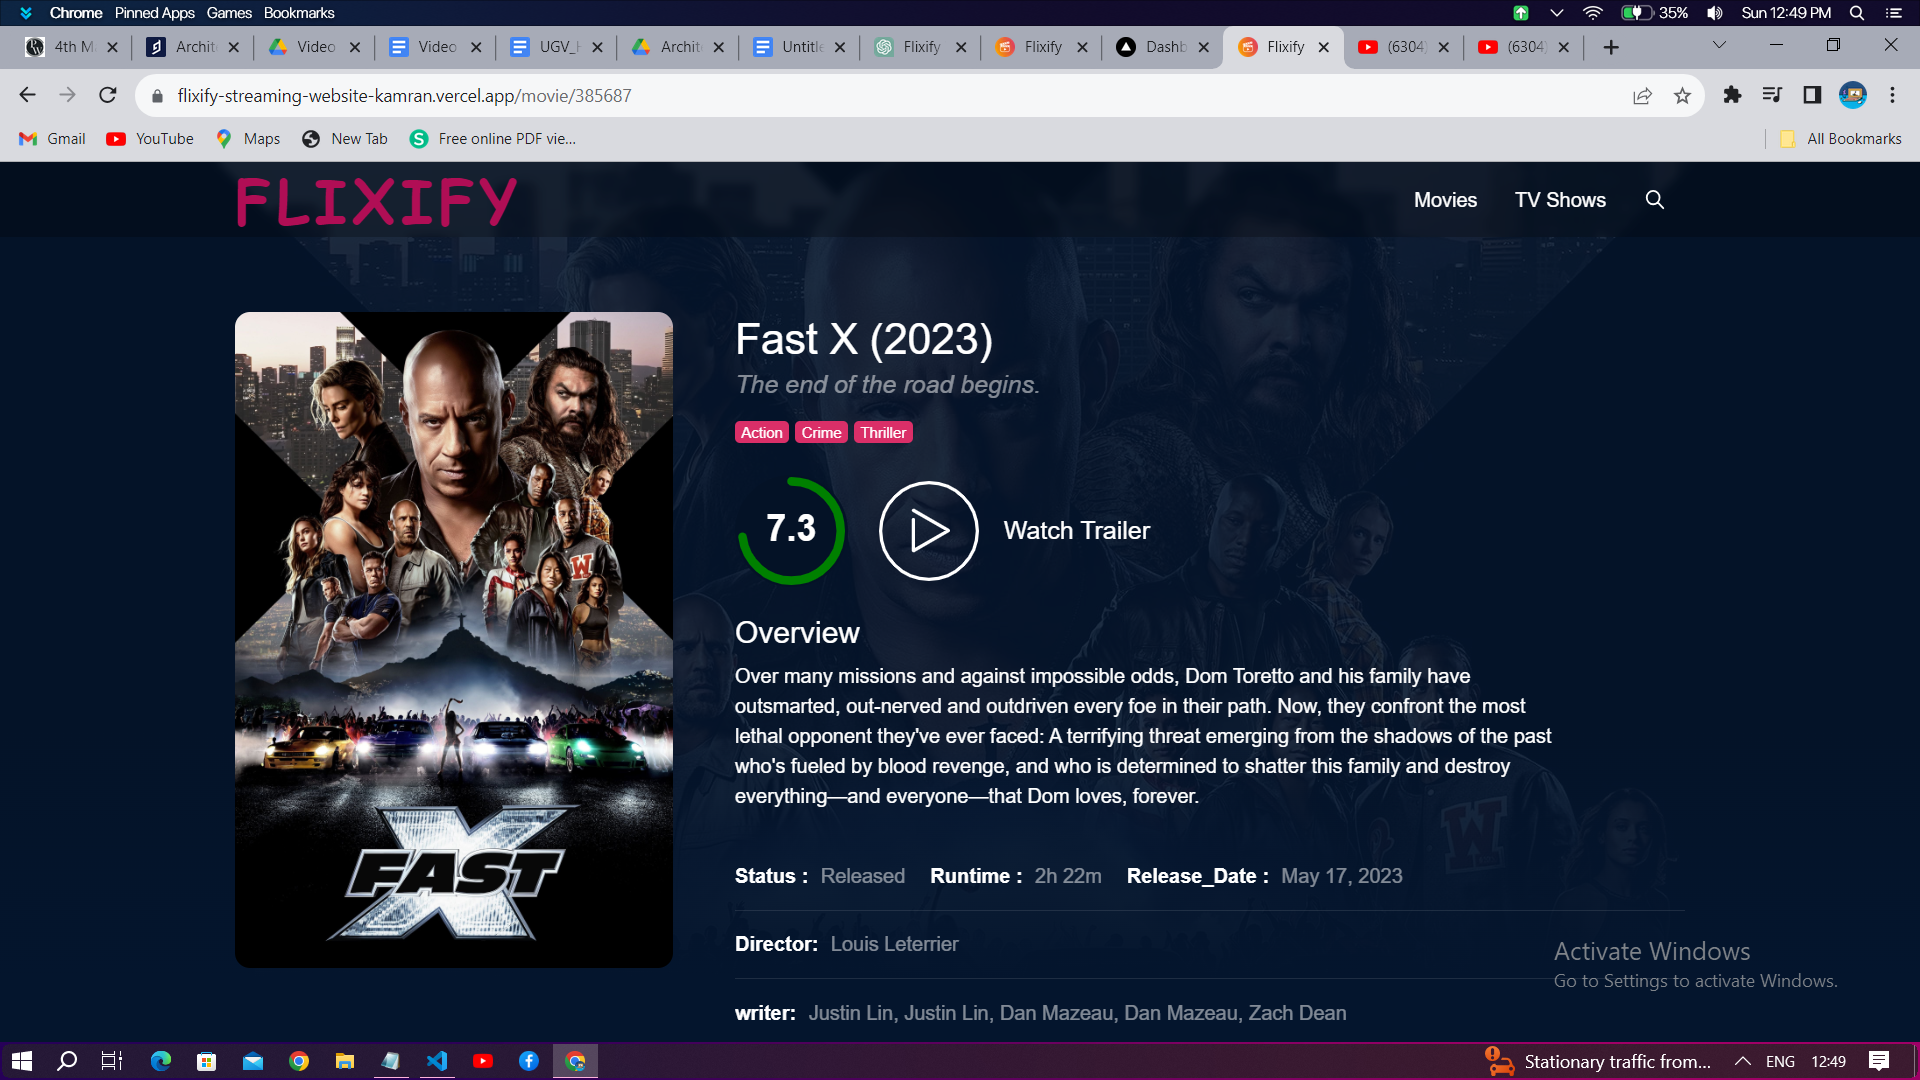 Chrome Pinned Apps Games Bookmarks 35% Sun 12:49 PM
4th M Archit Video Video UGV_H Archit Untitle Flixify Flixify Dashb Flixify (6304) (6304)
flixify-streaming-website-kamran.vercel.app/movie/385687
Gmail YouTube Maps New Tab Free online PDF vie... All Bookmarks
FLIXIFY Movies TV Shows
Fast X (2023)
The end of the road begins.
Action Crime Thriller
7.3 Watch Trailer
Overview
Over many missions and against impossible odds, Dom Toretto and his family have
outsmarted, out-nerved and outdriven every foe in their path. Now, they confront the most
lethal opponent they've ever faced: A terrifying threat emerging from the shadows of the past
who's fueled by blood revenge, and who is determined to shatter this family and destroy
everything—and everyone—that Dom loves, forever.
W
FAST X
W
Status : Released Runtime : 2h 22m Release_Date : May 17, 2023
Director: Louis Leterrier
writer: Justin Lin, Justin Lin, Dan Mazeau, Dan Mazeau, Zach Dean
Activate Windows
Go to Settings to activate Windows.
Stationary traffic from... ENG 12:49